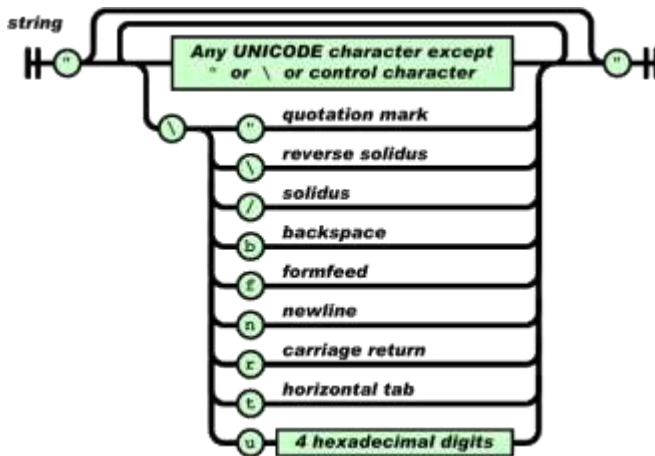 string
" Any UNICODE character except "
" or \ or control character
\ " quotation mark
\ reverse solidus
/ solidus
b backspace
f formfeed
n newline
r carriage return
t horizontal tab
u 4 hexadecimal digits